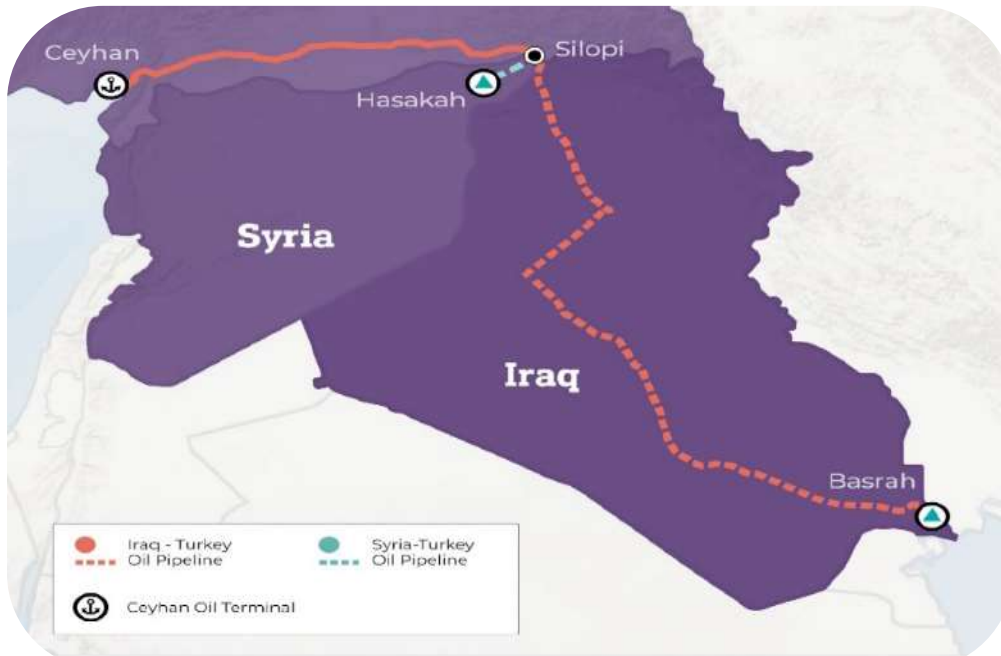 Ceyhan
Silopi
Hasakah
Syria
Iraq
Basrah
Iraq - Turkey
Oil Pipeline
Syria-Turkey
Oil Pipeline
Ceyhan Oil Terminal